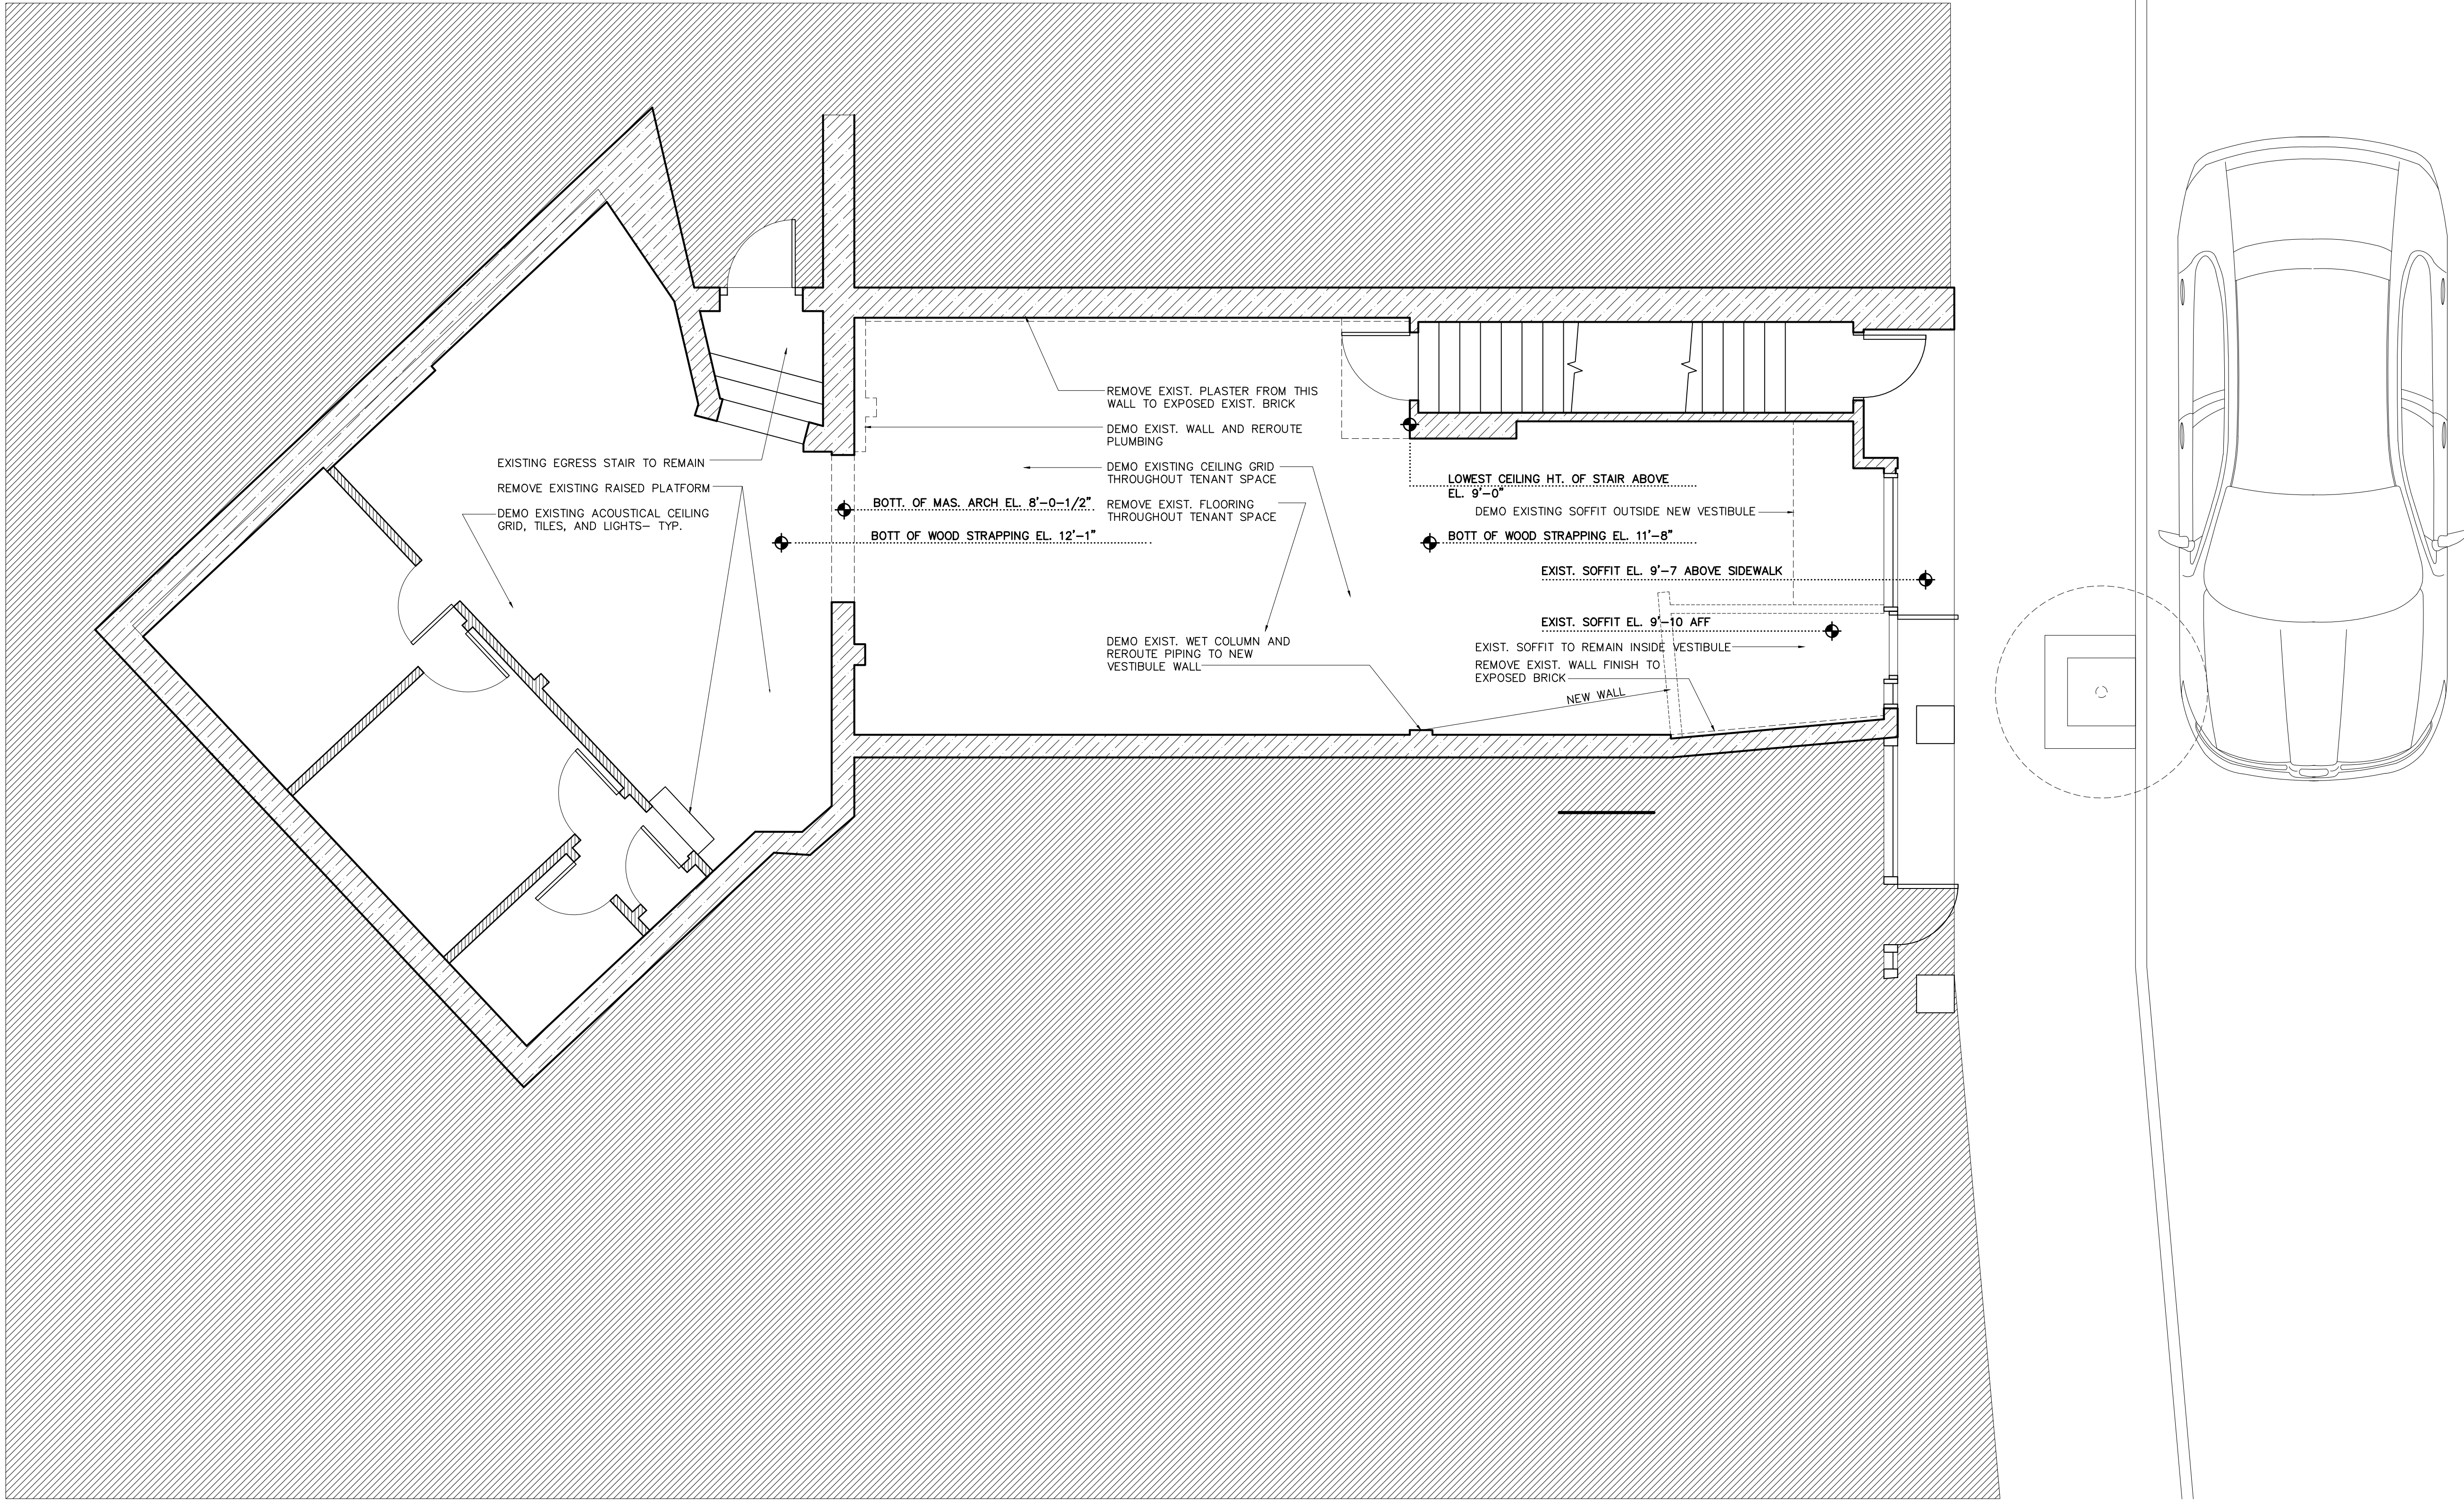 REMOVE EXIST. PLASTER FROM THIS
WALL TO EXPOSED EXIST. BRICK
DEMO EXIST. WALL AND REROUTE
PLUMBING
EXISTING EGRESS STAIR TO REMAIN
REMOVE EXISTING RAISED PLATFORM
DEMO EXISTING ACOUSTICAL CEILING
GRID, TILES, AND LIGHTS– TYP.
DEMO EXISTING CEILING GRID
THROUGHOUT TENANT SPACE
BOTT. OF MAS. ARCH EL. 8'-0-1/2"
REMOVE EXIST. FLOORING
THROUGHOUT TENANT SPACE
BOTT OF WOOD STRAPPING EL. 12'-1"
LOWEST CEILING HT. OF STAIR ABOVE
EL. 9'-0"
DEMO EXISTING SOFFIT OUTSIDE NEW VESTIBULE
BOTT OF WOOD STRAPPING EL. 11'-8"
EXIST. SOFFIT EL. 9'-7 ABOVE SIDEWALK
EXIST. SOFFIT EL. 9'-10 AFF
DEMO EXIST. WET COLUMN AND
REROUTE PIPING TO NEW
VESTIBULE WALL
EXIST. SOFFIT TO REMAIN INSIDE VESTIBULE
REMOVE EXIST. WALL FINISH TO
EXPOSED BRICK
NEW WALL